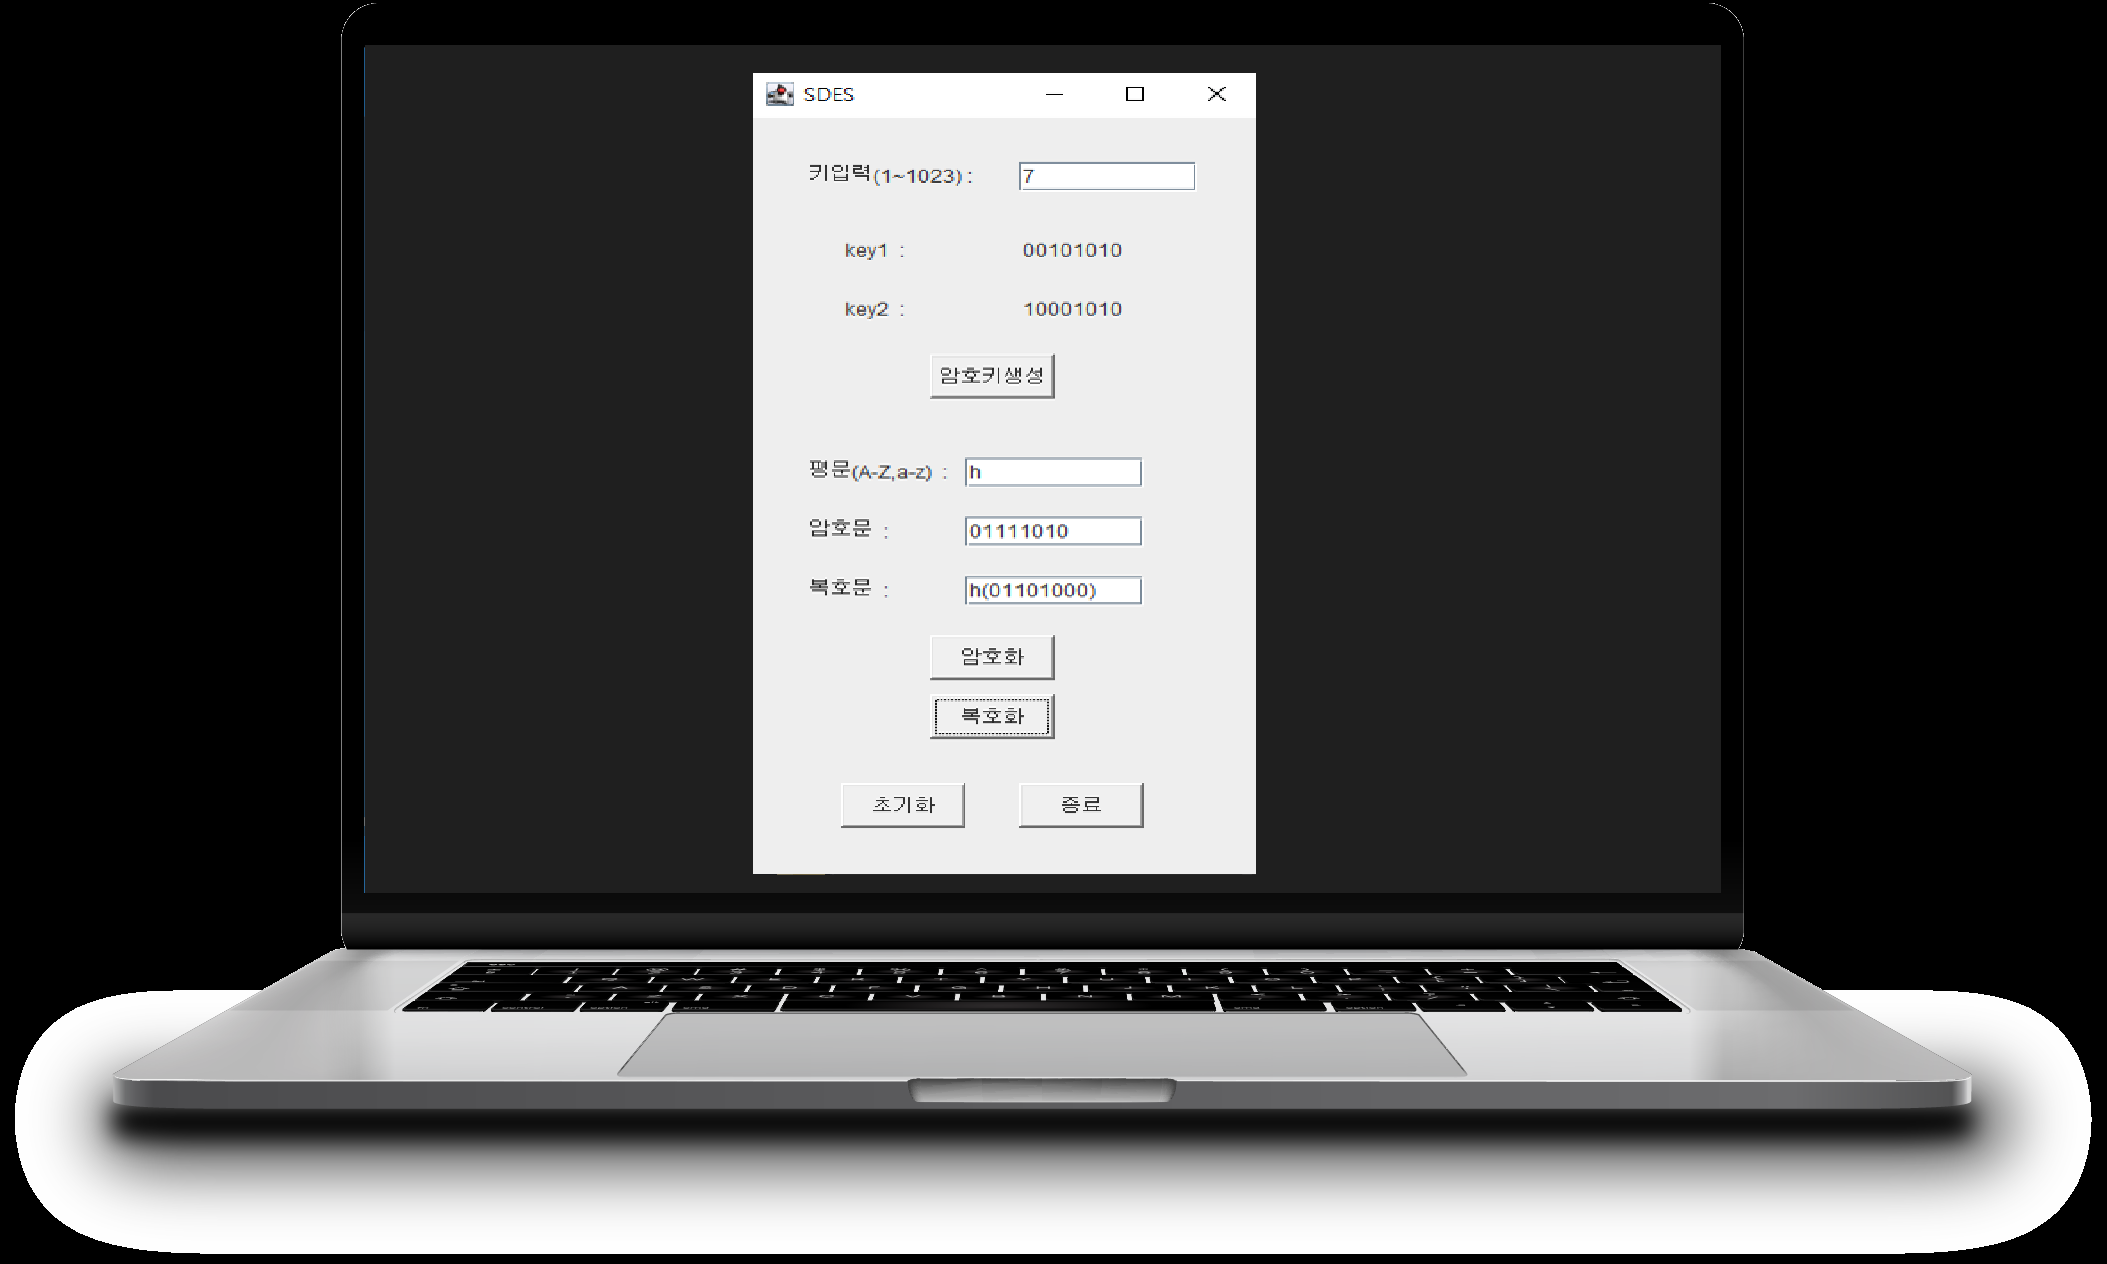 SDES
키입력(1~1023) : 7
key1 : 00101010
key2 : 10001010
암호키생성
평문(A-Z,a-z) : h
암호문 : 01111010
복호문 : h(01101000)
암호화
복호화
초기화 종료